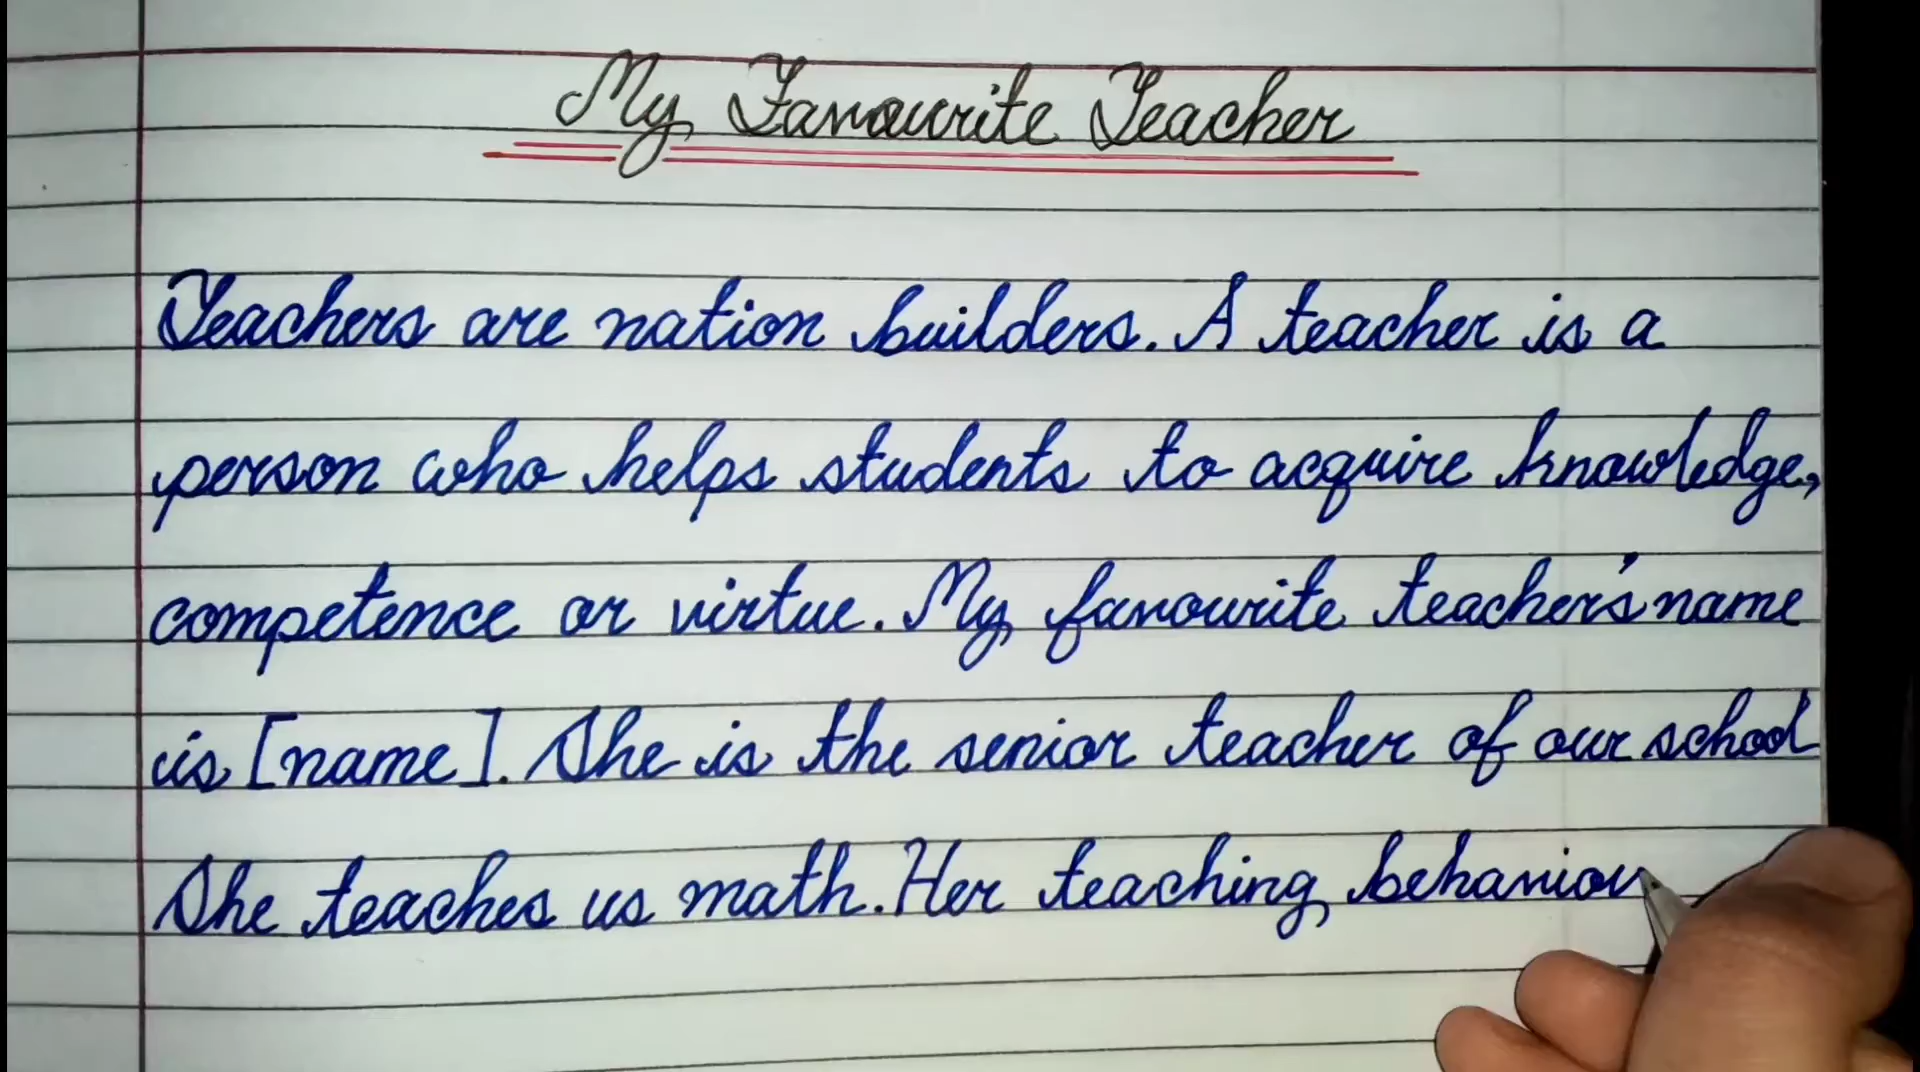 My Favourite Teacher
Teachers are nation builders. A teacher is a
person who helps students to acquire knowledge,
competence or virtue. My favourite teacher's name
is [name]. She is the senior teacher of our school
She teaches us math. Her teaching behaviou